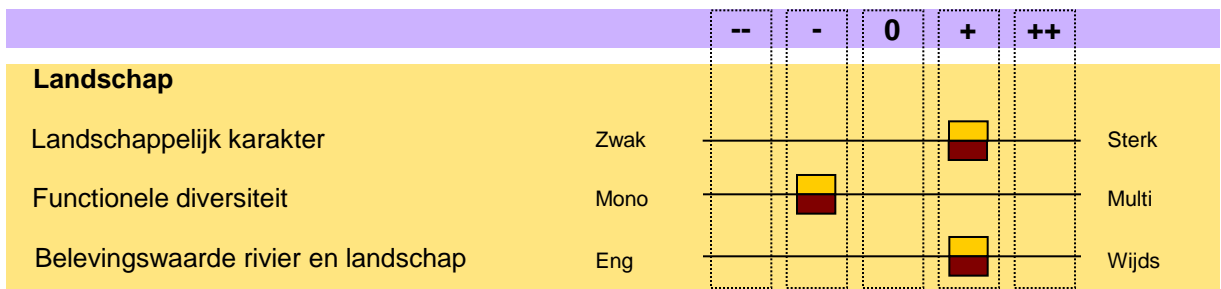 -- - 0 + ++
Landschap
Landschappelijk karakter Zwak Sterk
Functionele diversiteit Mono Multi
Belevingswaarde rivier en landschap Eng Wijds